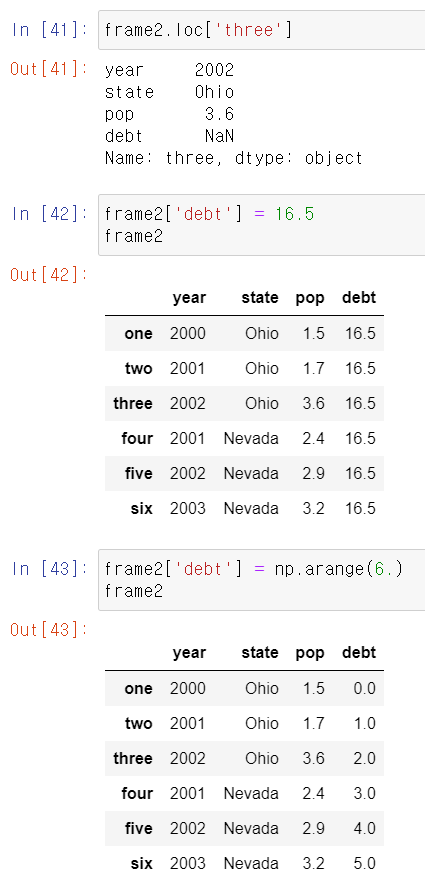 In [41]: frame2.loc['three']
Out[41]: year 2002
state Ohio
pop 3.6
debt NaN
Name: three, dtype: object
In [42]: frame2['debt'] = 16.5
frame2
Out[42]:
year state pop debt
one 2000 Ohio 1.5 16.5
two 2001 Ohio 1.7 16.5
three 2002 Ohio 3.6 16.5
four 2001 Nevada 2.4 16.5
five 2002 Nevada 2.9 16.5
six 2003 Nevada 3.2 16.5
In [43]: frame2['debt'] = np.arange(6.)
frame2
Out[43]:
year state pop debt
one 2000 Ohio 1.5 0.0
two 2001 Ohio 1.7 1.0
three 2002 Ohio 3.6 2.0
four 2001 Nevada 2.4 3.0
five 2002 Nevada 2.9 4.0
six 2003 Nevada 3.2 5.0